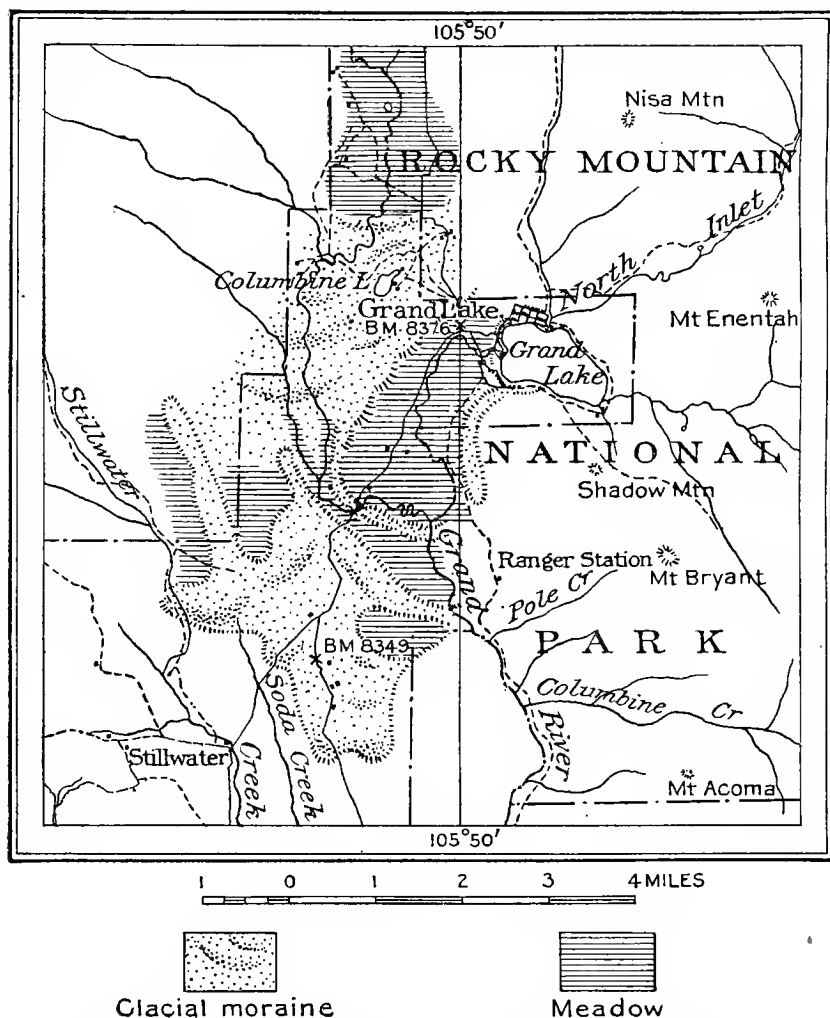 105°50'
Nisa Mtn
ROCKY MOUNTAIN
North Inlet
Columbine L
Grand Lake
BM 8376
Mt Enentah
Grand
Lake
Stillwater
NATIONAL
Shadow Mtn
Grand
Ranger Station
Mt Bryant
Pole Cr
PARK
BM 8349
Columbine Cr
Soda Creek
River
Stillwater
Creek
Mt Acoma
105°50'
1 0 1 2 3 4 MILES
Glacial moraine
Meadow